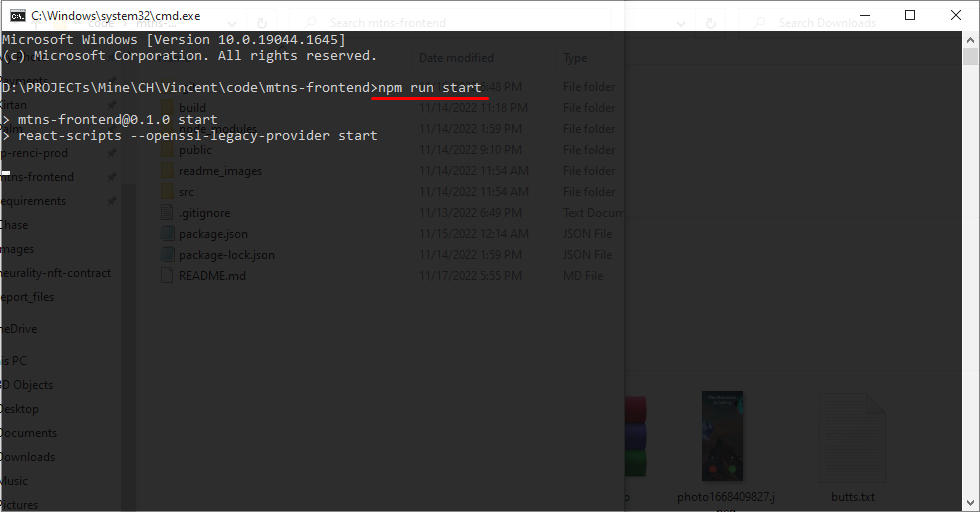 C:\Windows\system32\cmd.exe
code
mtns-...
Search mtns-frontend
Search Downloads
Microsoft Windows [Version 10.0.19044.1645]
(c) Microsoft Corporation. All rights reserved.
Date modified
Type
D:\PROJECTs\Mine\CH\Vincent\code\mtns-frontend>npm run start
File folder
build
11/14/2022 11:18 PM
File folder
> mtns-frontend@0.1.0 start
node_modules
11/14/2022 1:59 PM
File folder
> react-scripts --openssl-legacy-provider start
public
11/14/2022 9:10 PM
File folder
p-renci-prod
mtns-frontend
readme_images
11/14/2022 11:54 AM
File folder
src
11/14/2022 11:54 AM
File folder
equirements
.gitignore
11/13/2022 6:49 PM
Text Docum
Chase
package.json
11/15/2022 12:14 AM
JSON File
mages
package-lock.json
11/14/2022 1:59 PM
JSON File
neurality-nft-contract
README.md
11/17/2022 5:55 PM
MD File
eport_files
neDrive
is PC
3D Objects
Desktop
Documents
Downloads
Music
Pictures
photo1668409827.j
butts.txt